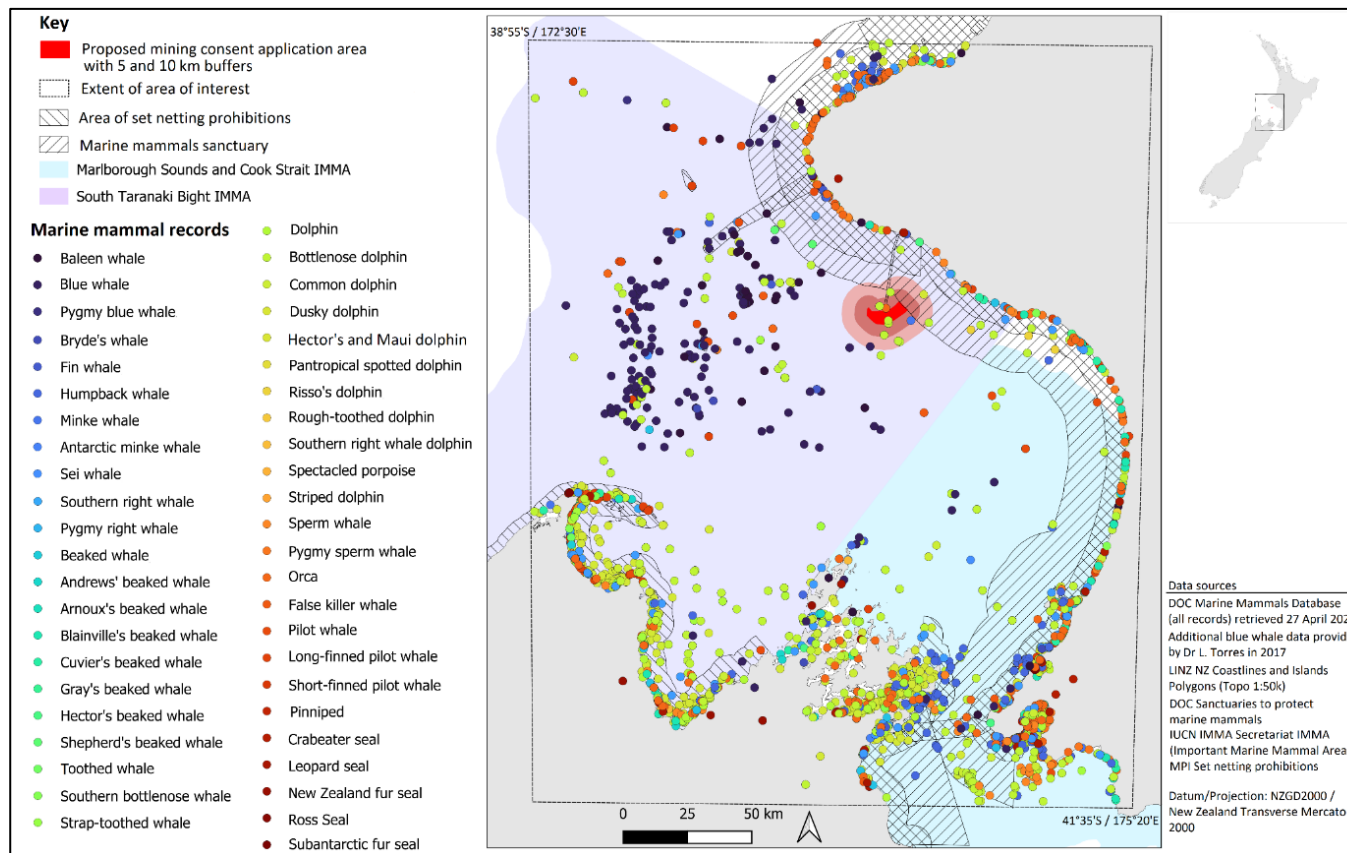 Key
Proposed mining consent application area
with 5 and 10 km buffers
Extent of area of interest
Area of set netting prohibitions
Marine mammals sanctuary
Marlborough Sounds and Cook Strait IMMA
South Taranaki Bight IMMA
Marine mammal records
Baleen whale
Blue whale
Pygmy blue whale
Bryde's whale
Fin whale
Humpback whale
Minke whale
Antarctic minke whale
Sei whale
Southern right whale
Pygmy right whale
Beaked whale
Andrews' beaked whale
Arnoux's beaked whale
Blainville's beaked whale
Cuvier's beaked whale
Gray's beaked whale
Hector's beaked whale
Shepherd's beaked whale
Toothed whale
Southern bottlenose whale
Strap-toothed whale
Dolphin
Bottlenose dolphin
Common dolphin
Dusky dolphin
Hector's and Maui dolphin
Pantropical spotted dolphin
Risso's dolphin
Rough-toothed dolphin
Southern right whale dolphin
Spectacled porpoise
Striped dolphin
Sperm whale
Pygmy sperm whale
Orca
False killer whale
Pilot whale
Long-finned pilot whale
Short-finned pilot whale
Pinniped
Crabeater seal
Leopard seal
New Zealand fur seal
Ross Seal
Subantarctic fur seal
38°55'S / 172°30'E
0 25 50 km
41°35'S / 175°20'E
Data sources
DOC Marine Mammals Database
(all records) retrieved 27 April 202
Additional blue whale data provid
by Dr L. Torres in 2017
LINZ NZ Coastlines and Islands
Polygons (Topo 1:50k)
DOC Sanctuaries to protect
marine mammals
IUCN IMMA Secretariat IMMA
(Important Marine Mammal Area
MPI Set netting prohibitions
Datum/Projection: NZGD2000 /
New Zealand Transverse Mercato
2000